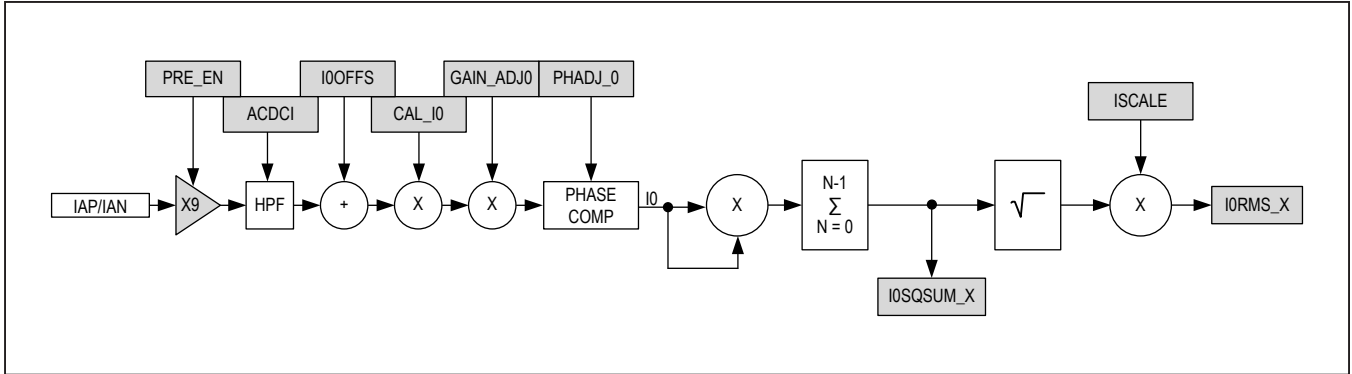 PRE_EN
I0OFFS
GAIN_ADJ0
PHADJ_0
ACDCI
CAL_I0
ISCALE
IAP/IAN
X9
HPF
+
X
X
PHASE
COMP
I0
X
N-1
Σ
N = 0
√
X
I0RMS_X
I0SQSUM_X